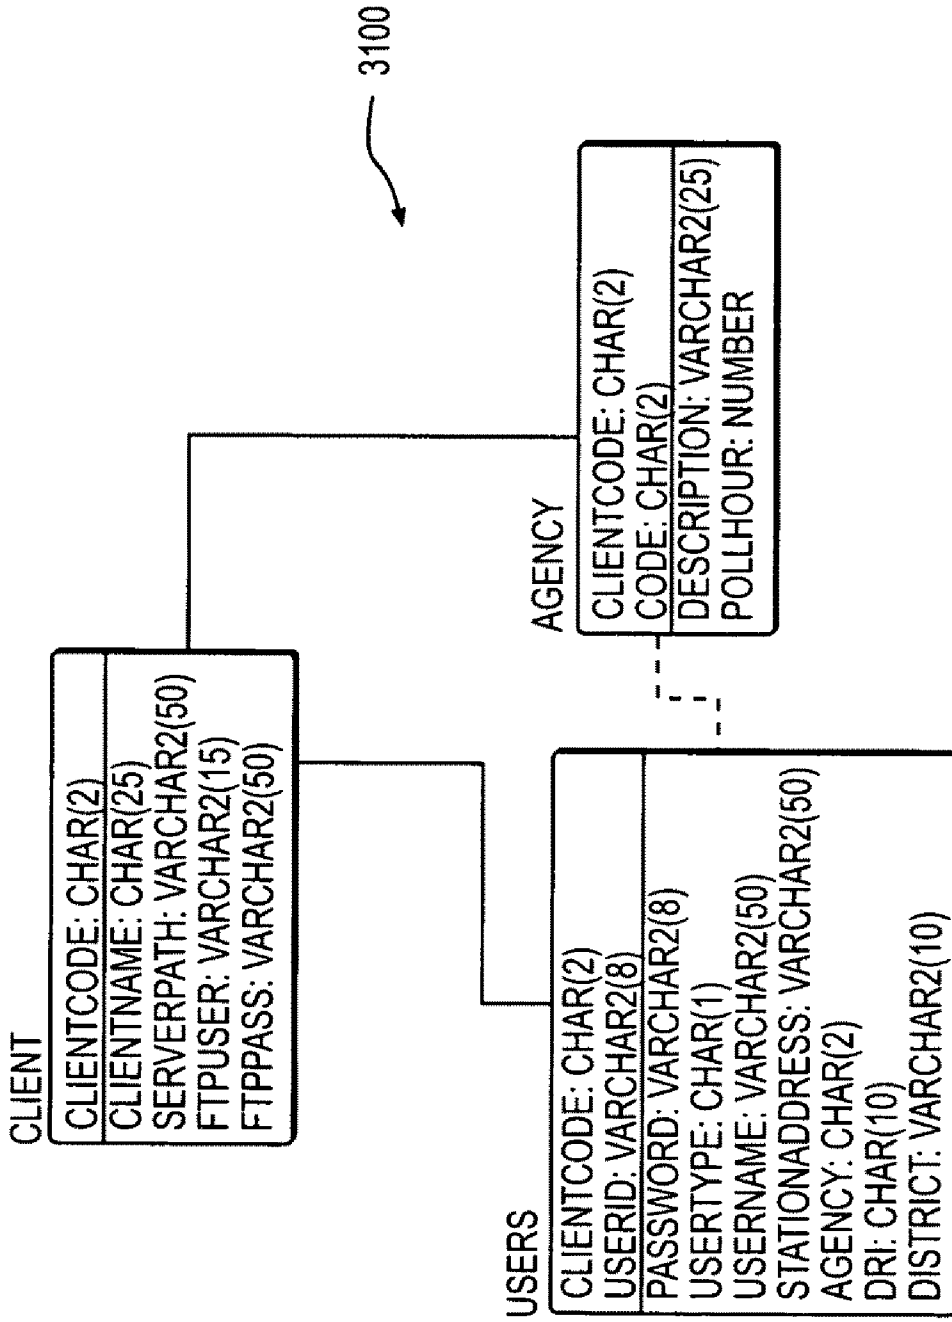 CLIENT
CLIENTCODE: CHAR(2)
CLIENTNAME: CHAR(25)
SERVERPATH: VARCHAR2(50)
FTPUSER: VARCHAR2(15)
FTPPASS: VARCHAR2(50)
3100
USERS
CLIENTCODE: CHAR(2)
USERID: VARCHAR2(8)
PASSWORD: VARCHAR2(8)
USERTYPE: CHAR(1)
USERNAME: VARCHAR2(50)
STATIONADDRESS: VARCHAR2(50)
AGENCY: CHAR(2)
DRI: CHAR(10)
DISTRICT: VARCHAR2(10)
AGENCY
CLIENTCODE: CHAR(2)
CODE: CHAR(2)
DESCRIPTION: VARCHAR2(25)
POLLHOUR: NUMBER